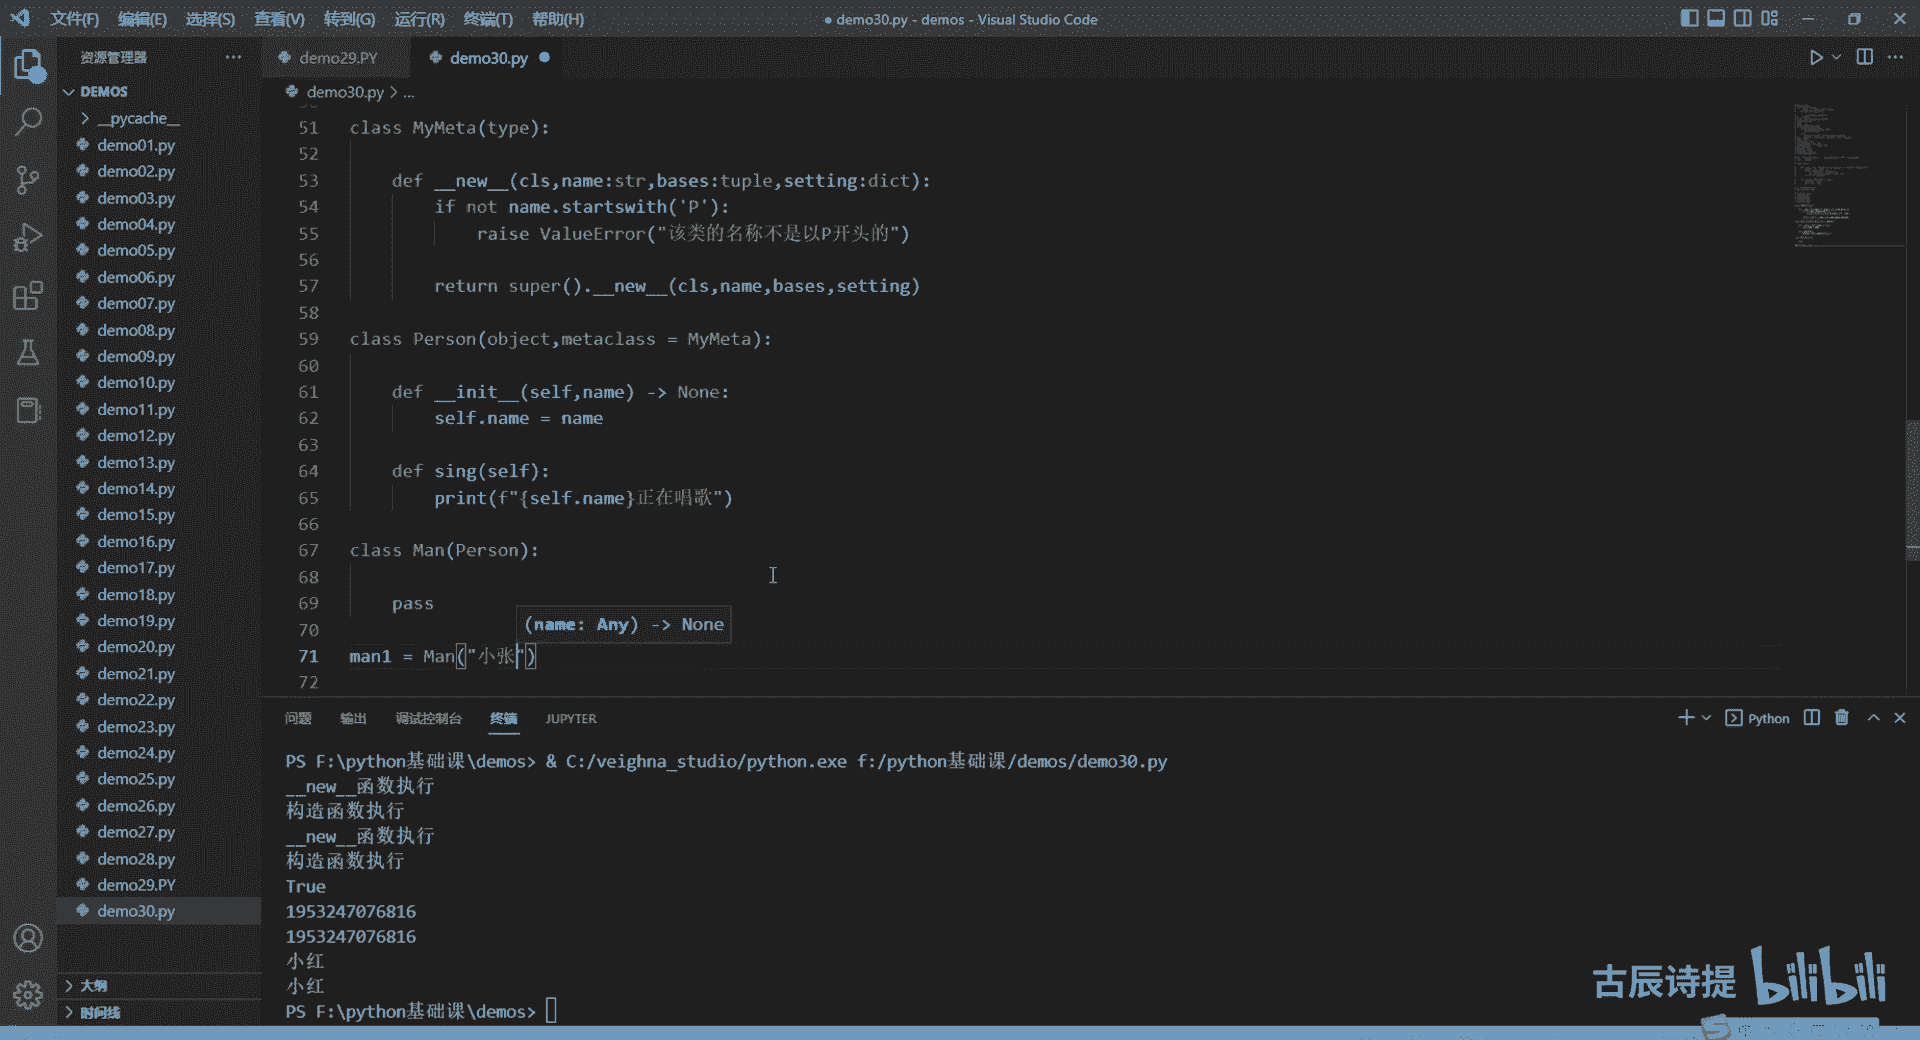 文件(F) 编辑(E) 选择(S) 查看(V) 转到(G) 运行(R) 终端(T) 帮助(H)
● demo30.py - demos - Visual Studio Code
资源管理器
demo29.PY
demo30.py
DEMOS
demo30.py > ...
__pycache__
demo01.py
demo02.py
demo03.py
demo04.py
demo05.py
demo06.py
demo07.py
demo08.py
demo09.py
demo10.py
demo11.py
demo12.py
demo13.py
demo14.py
demo15.py
demo16.py
demo17.py
demo18.py
demo19.py
demo20.py
demo21.py
demo22.py
demo23.py
demo24.py
demo25.py
demo26.py
demo27.py
demo28.py
demo29.PY
demo30.py
大纲
时间线
51 class MyMeta(type):
52
53 def __new__(cls,name:str,bases:tuple,setting:dict):
54 if not name.startswith('P'):
55 raise ValueError("该类的名称不是以P开头的")
56
57 return super().__new__(cls,name,bases,setting)
58
59 class Person(object,metaclass = MyMeta):
60
61 def __init__(self,name) -> None:
62 self.name = name
63
64 def sing(self):
65 print(f"{self.name}正在唱歌")
66
67 class Man(Person):
68
69 pass
(name: Any) -> None
70
71 man1 = Man("小张")
72
问题 输出 调试控制台 终端 JUPYTER
Python
PS F:\python基础课\demos> & C:/veighna_studio/python.exe f:/python基础课/demos/demo30.py
__new__函数执行
构造函数执行
__new__函数执行
构造函数执行
True
1953247076816
1953247076816
小红
小红
PS F:\python基础课\demos>
古辰诗提 bilibili